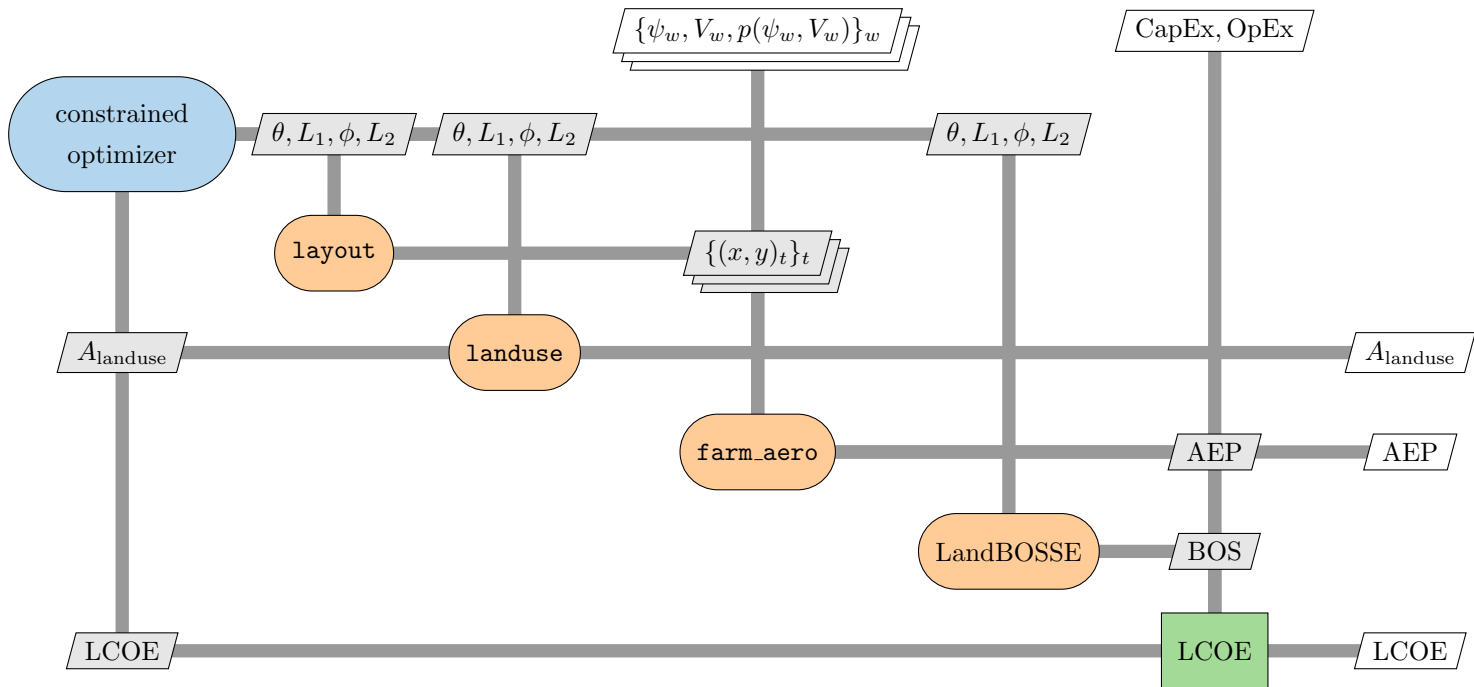 {ψ_w, V_w, p(ψ_w, V_w)}_w
CapEx, OpEx
constrained
optimizer
θ, L_1, ϕ, L_2
θ, L_1, ϕ, L_2
θ, L_1, ϕ, L_2
layout
{(x, y)_t}_t
A_landuse
landuse
A_landuse
farm_aero
AEP
AEP
LandBOSSE
BOS
LCOE
LCOE
LCOE